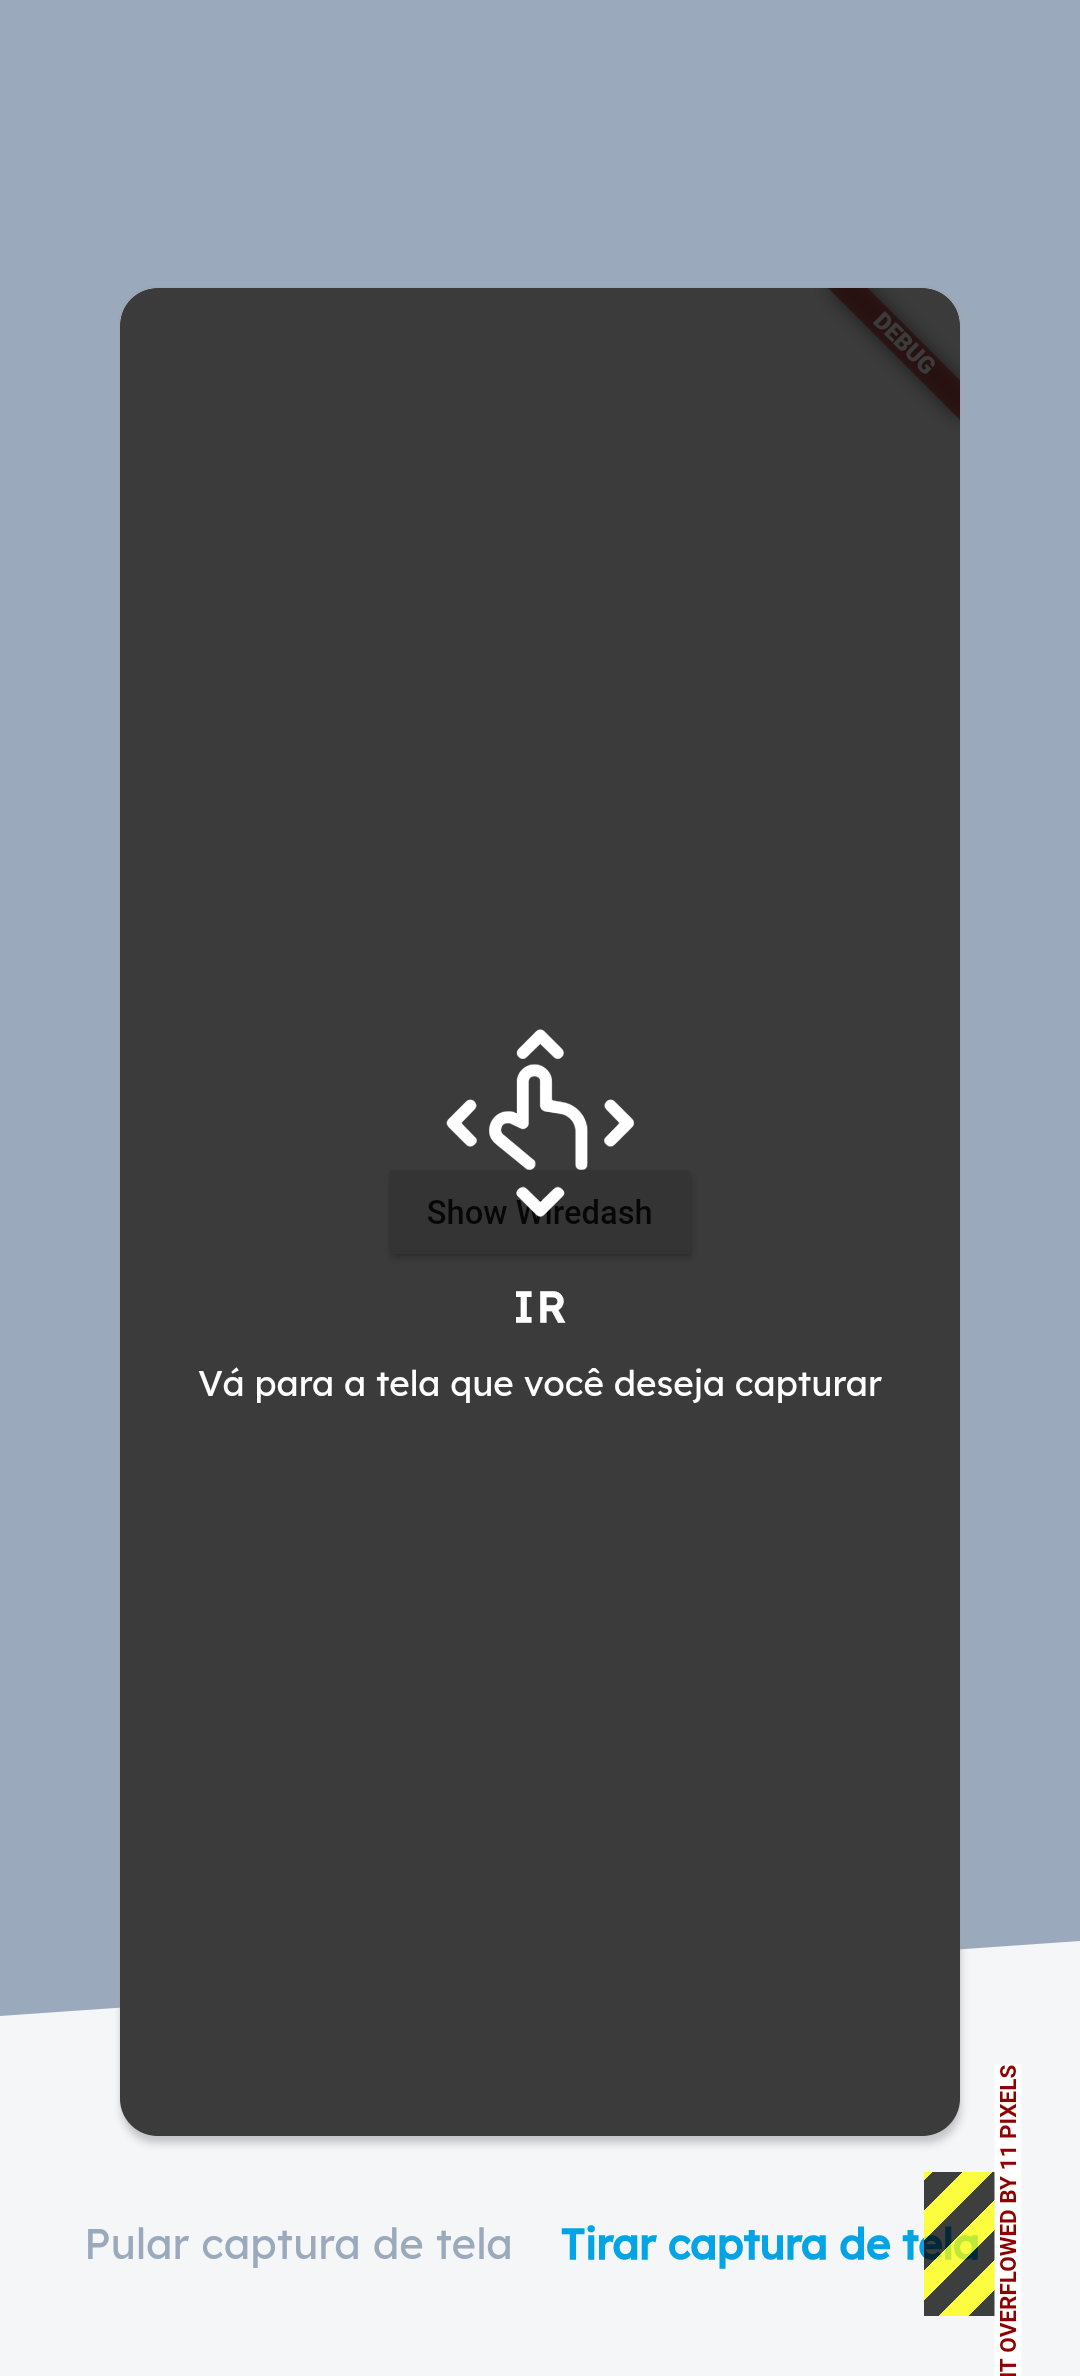 DEBUG
Show Wiredash
IR
Vá para a tela que você deseja capturar
Pular captura de tela
Tirar captura de tela
OVERFLOWED BY 11 PIXELS